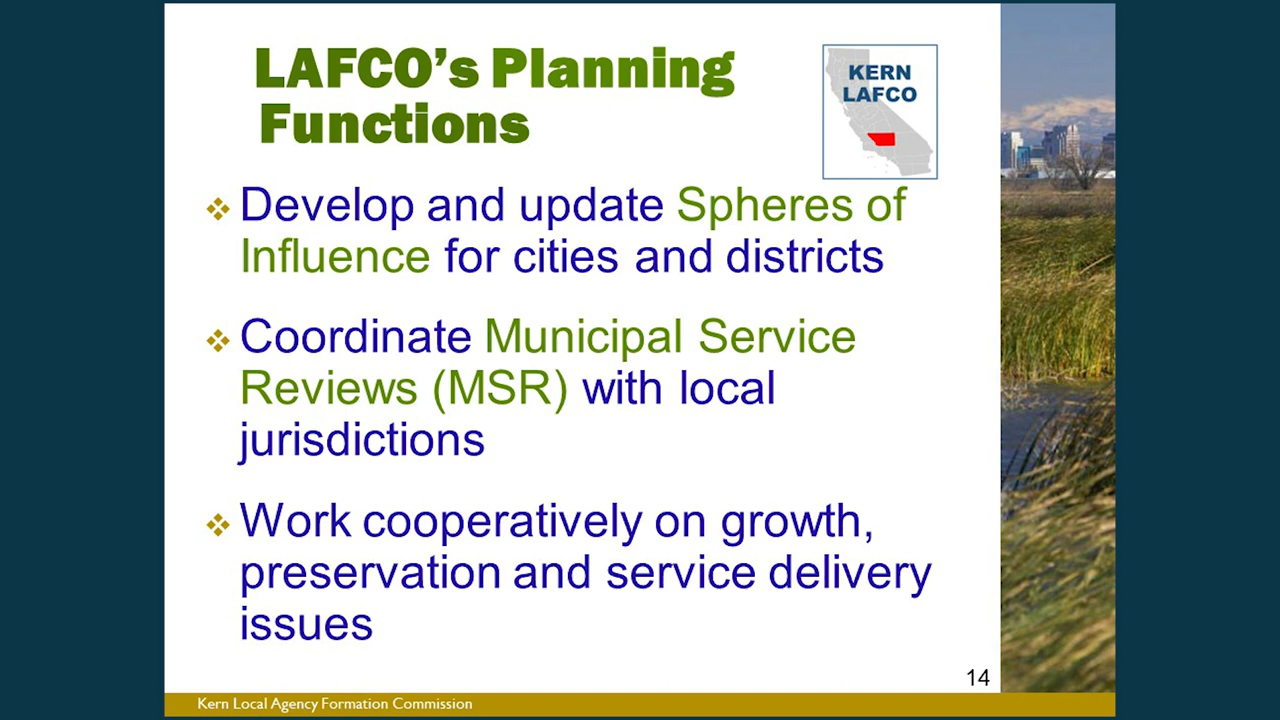 LAFCO's Planning
Functions
KERN
LAFCO
Develop and update Spheres of
Influence for cities and districts
Coordinate Municipal Service
Reviews (MSR) with local
jurisdictions
Work cooperatively on growth,
preservation and service delivery
issues
14
Kern Local Agency Formation Commission